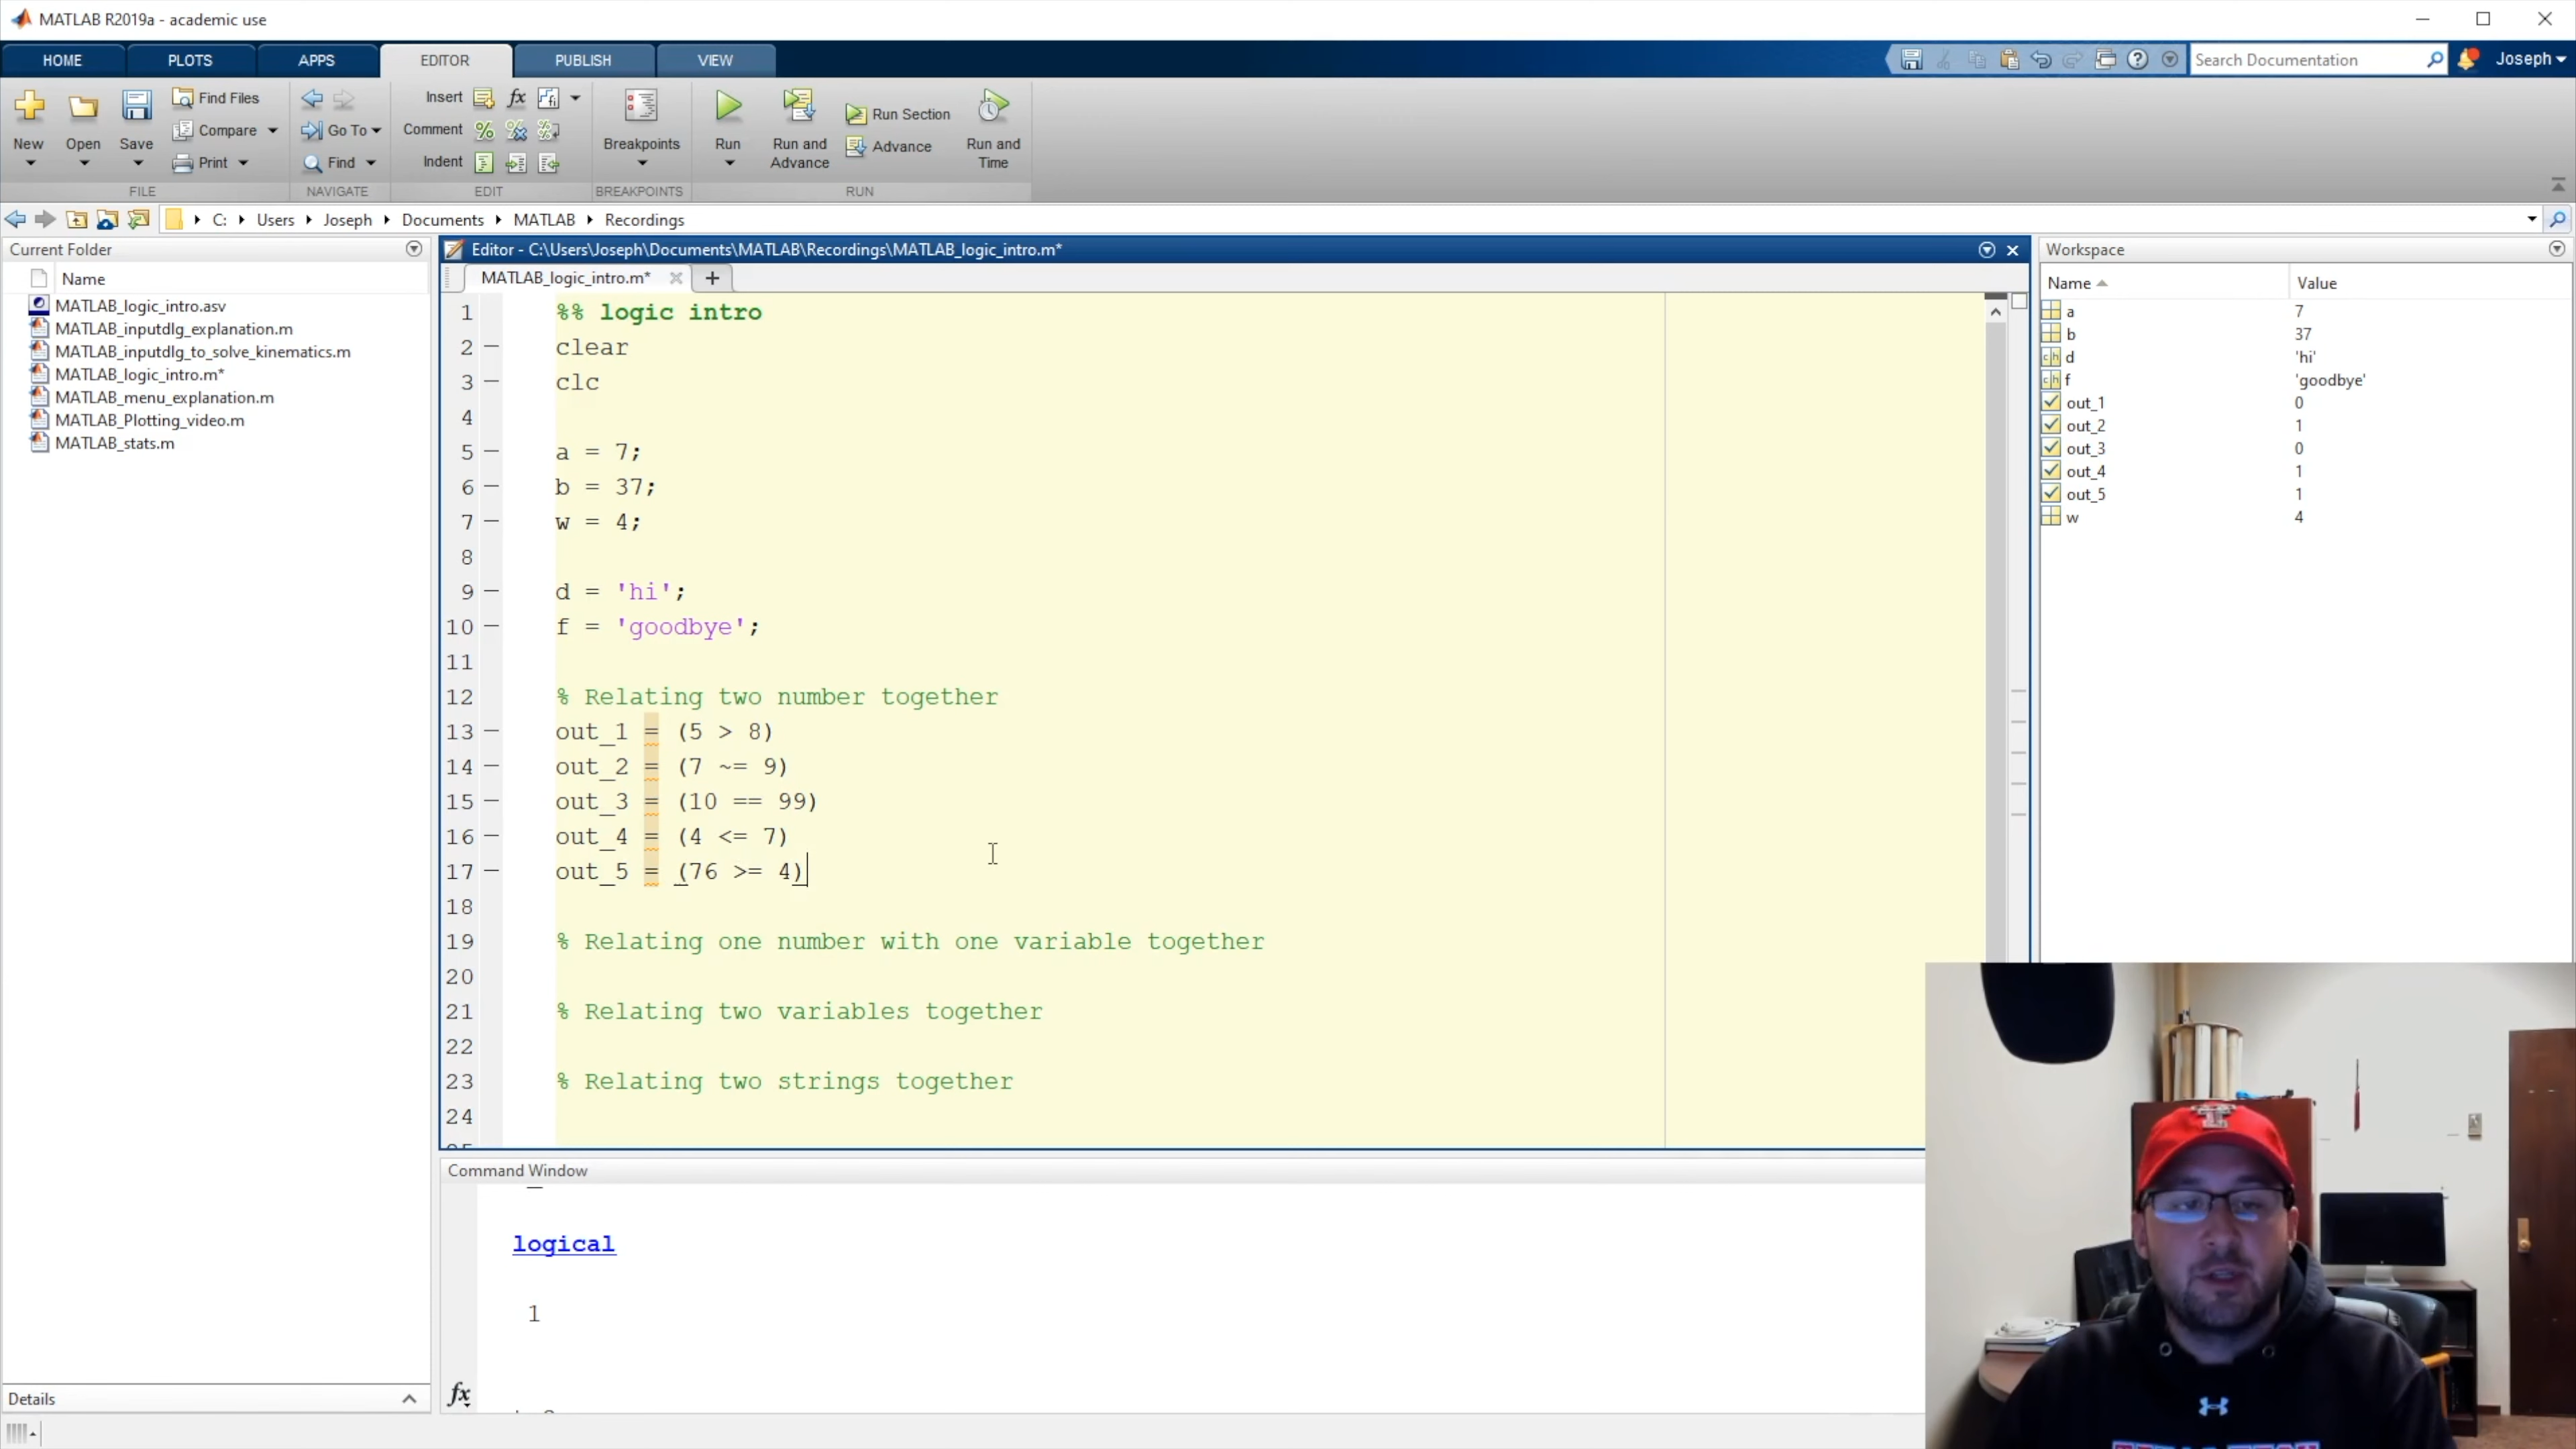 MATLAB R2019a - academic use
HOME PLOTS APPS EDITOR PUBLISH VIEW Search Documentation Joseph
New Open Save Find Files Compare Print Go To Find Insert fx Comment Indent Breakpoints Run Run and Advance Run Section Advance Run and Time
FILE NAVIGATE EDIT BREAKPOINTS RUN
C: Users Joseph Documents MATLAB Recordings
Current Folder
Name
MATLAB_logic_intro.asv
MATLAB_inputdlg_explanation.m
MATLAB_inputdlg_to_solve_kinematics.m
MATLAB_logic_intro.m*
MATLAB_menu_explanation.m
MATLAB_Plotting_video.m
MATLAB_stats.m
Details
Editor - C:\Users\Joseph\Documents\MATLAB\Recordings\MATLAB_logic_intro.m*
MATLAB_logic_intro.m* +
1 %% logic intro
2 clear
3 clc
4
5 a = 7;
6 b = 37;
7 w = 4;
8
9 d = 'hi';
10 f = 'goodbye';
11
12 % Relating two number together
13 out_1 = (5 > 8)
14 out_2 = (7 ~= 9)
15 out_3 = (10 == 99)
16 out_4 = (4 <= 7)
17 out_5 = (76 >= 4)
18
19 % Relating one number with one variable together
20
21 % Relating two variables together
22
23 % Relating two strings together
24
Command Window
logical
1
fx
Workspace
Name Value
a 7
b 37
d 'hi'
f 'goodbye'
out_1 0
out_2 1
out_3 0
out_4 1
out_5 1
w 4